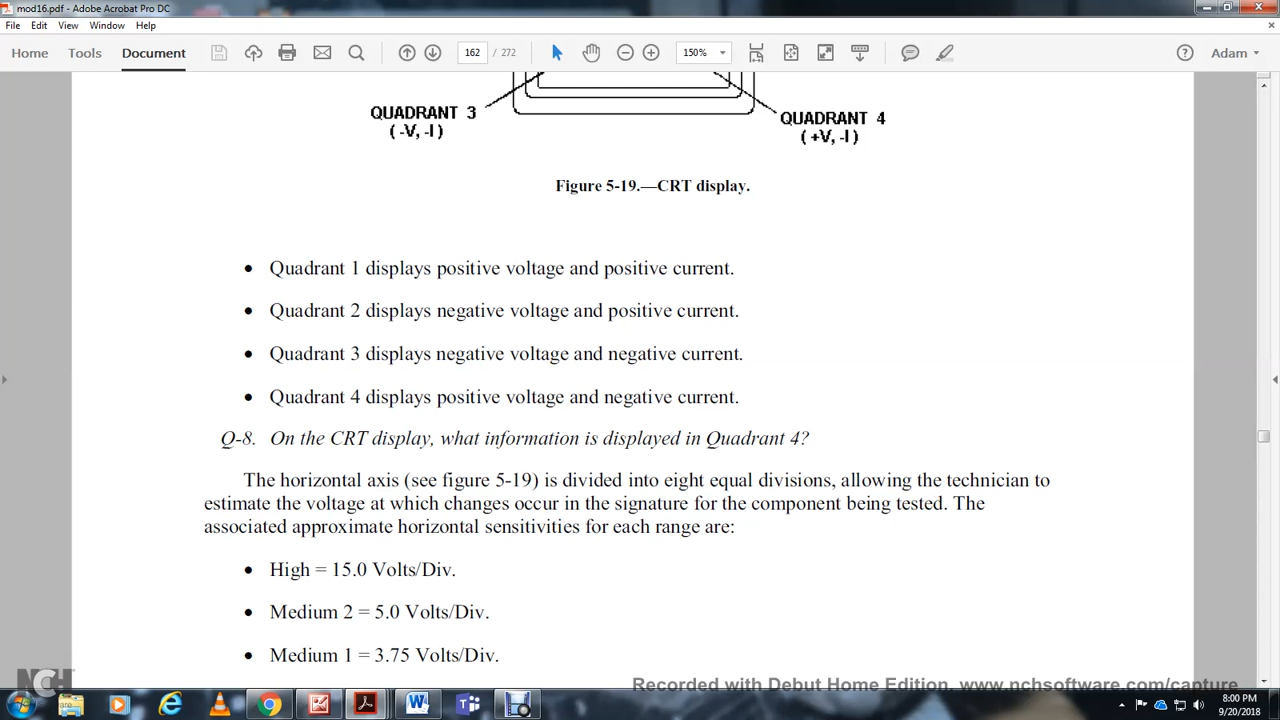 mod16.pdf - Adobe Acrobat Pro DC
File Edit View Window Help
Home Tools Document 162 / 272 150% Adam
QUADRANT 3
( -V, -I )
QUADRANT 4
( +V, -I )
Figure 5-19.—CRT display.
• Quadrant 1 displays positive voltage and positive current.
• Quadrant 2 displays negative voltage and positive current.
• Quadrant 3 displays negative voltage and negative current.
• Quadrant 4 displays positive voltage and negative current.
Q-8. On the CRT display, what information is displayed in Quadrant 4?
The horizontal axis (see figure 5-19) is divided into eight equal divisions, allowing the technician to
estimate the voltage at which changes occur in the signature for the component being tested. The
associated approximate horizontal sensitivities for each range are:
• High = 15.0 Volts/Div.
• Medium 2 = 5.0 Volts/Div.
• Medium 1 = 3.75 Volts/Div.
NCH
Recorded with Debut Home Edition. www.nchsoftware.com/capture
8:00 PM
9/20/2018